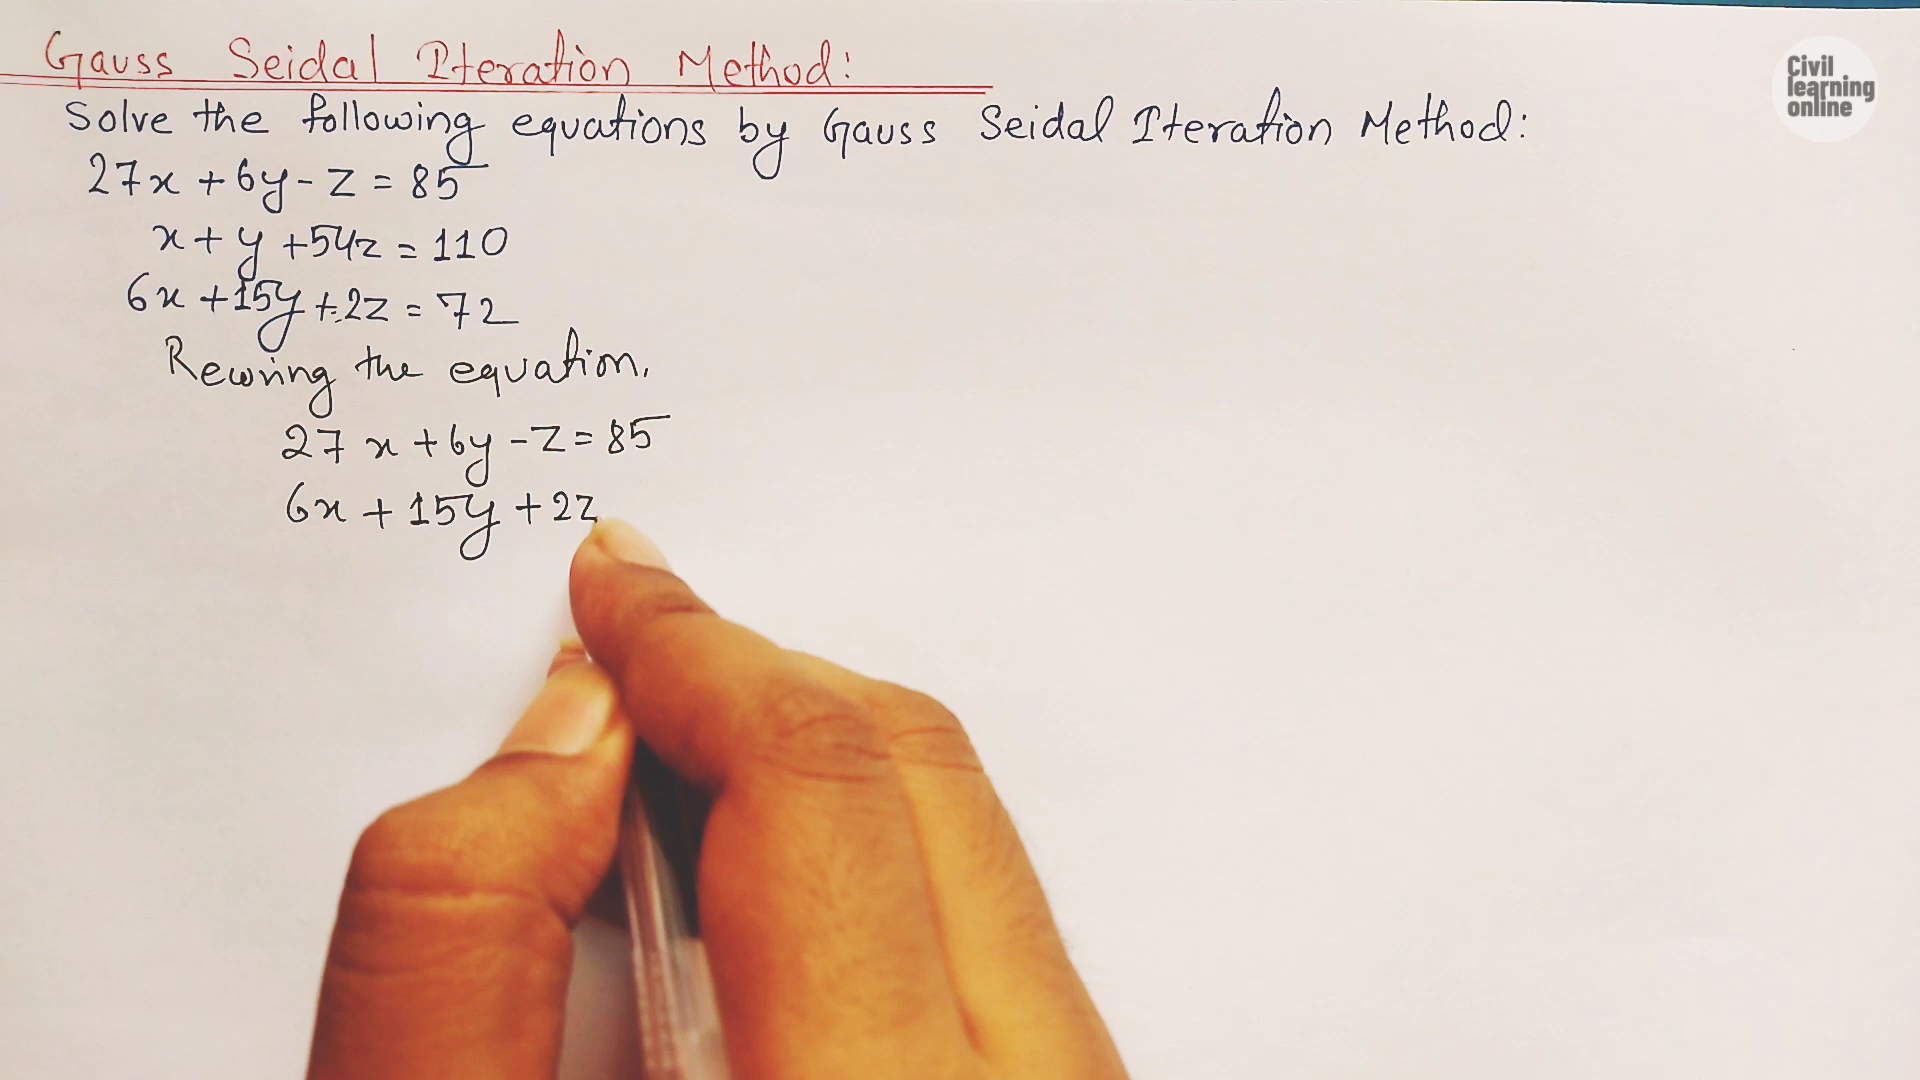 Gauss Seidal Iteration Method:
Solve the following equations by Gauss Seidal Iteration Method:
27x + 6y - z = 85
x + y + 54z = 110
6x + 15y + 2z = 72
Rewring the equation,
27x + 6y - z = 85
6x + 15y + 2z
Civil
learning
online